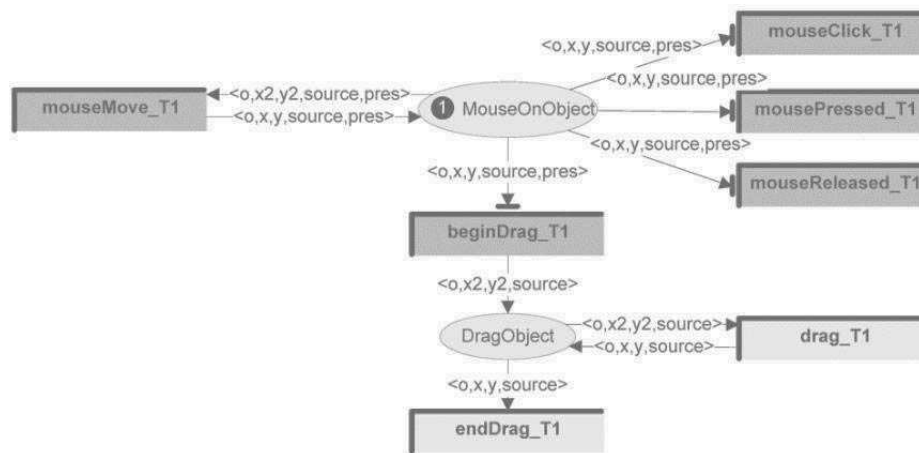 mouseClick_T1
<o,x,y,source,pres>
<o,x,y,source,pres>
<o,x2,y2,source,pres>
mouseMove_T1
1 MouseOnObject
mousePressed_T1
<o,x,y,source,pres>
<o,x,y,source,pres>
<o,x,y,source,pres>
mouseReleased_T1
beginDrag_T1
<o,x2,y2,source>
DragObject
<o,x2,y2,source>
<o,x,y,source>
drag_T1
<o,x,y,source>
endDrag_T1